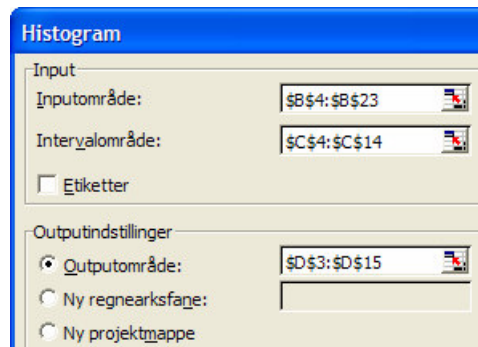 Histogram
Input
Inputområde:
$B$4:$B$23
Intervalområde:
$C$4:$C$14
Etiketter
Outputindstillinger
Outputområde:
$D$3:$D$15
Ny regnearksfane:
Ny projektmappe